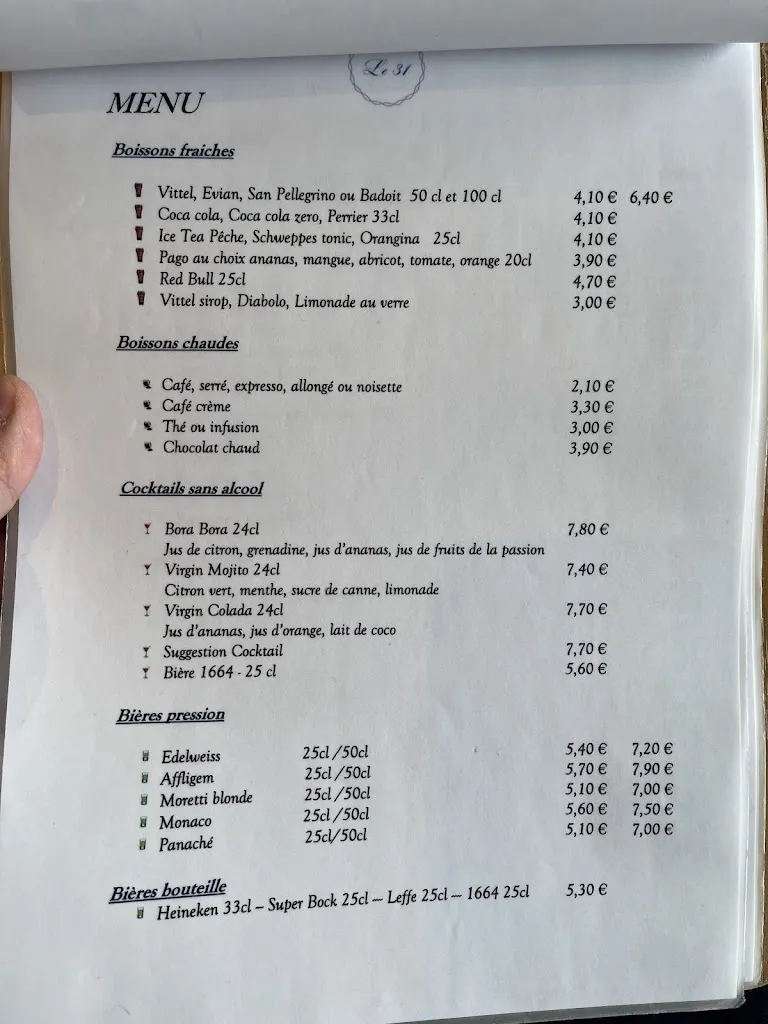 Le 31
MENU
Boissons fraiches
Vittel, Evian, San Pellegrino ou Badoit 50 cl et 100 cl 4,10 € 6,40 €
Coca cola, Coca cola zero, Perrier 33cl 4,10 €
Ice Tea Pêche, Schweppes tonic, Orangina 25cl 4,10 €
Pago au choix ananas, mangue, abricot, tomate, orange 20cl 3,90 €
Red Bull 25cl 4,70 €
Vittel sirop, Diabolo, Limonade au verre 3,00 €
Boissons chaudes
Café, serré, expresso, allongé ou noisette 2,10 €
Café crème 3,30 €
Thé ou infusion 3,00 €
Chocolat chaud 3,90 €
Cocktails sans alcool
Bora Bora 24cl 7,80 €
Jus de citron, grenadine, jus d'ananas, jus de fruits de la passion
Virgin Mojito 24cl 7,40 €
Citron vert, menthe, sucre de canne, limonade
Virgin Colada 24cl 7,70 €
Jus d'ananas, jus d'orange, lait de coco
Suggestion Cocktail 7,70 €
Bière 1664 - 25 cl 5,60 €
Bières pression
Edelweiss 25cl /50cl 5,40 € 7,20 €
Affligem 25cl /50cl 5,70 € 7,90 €
Moretti blonde 25cl /50cl 5,10 € 7,00 €
Monaco 25cl /50cl 5,60 € 7,50 €
Panaché 25cl/50cl 5,10 € 7,00 €
Bières bouteille
Heineken 33cl – Super Bock 25cl – Leffe 25cl – 1664 25cl 5,30 €